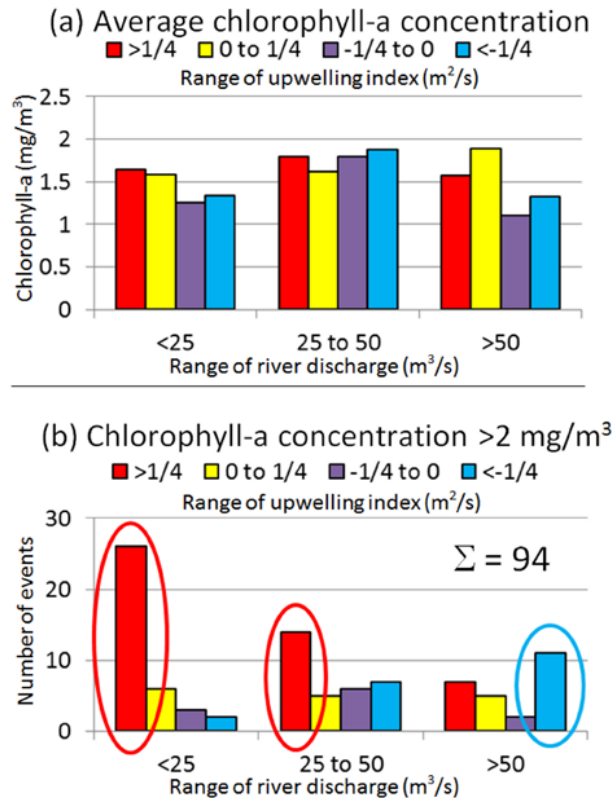 (a) Average chlorophyll-a concentration
>1/4 0 to 1/4 -1/4 to 0 <-1/4
Range of upwelling index (m²/s)
Chlorophyll-a (mg/m³)
2.5
2
1.5
1
0.5
0
<25 25 to 50 >50
Range of river discharge (m³/s)
(b) Chlorophyll-a concentration >2 mg/m³
>1/4 0 to 1/4 -1/4 to 0 <-1/4
Range of upwelling index (m²/s)
Number of events
30
20
10
0
Σ = 94
<25 25 to 50 >50
Range of river discharge (m³/s)